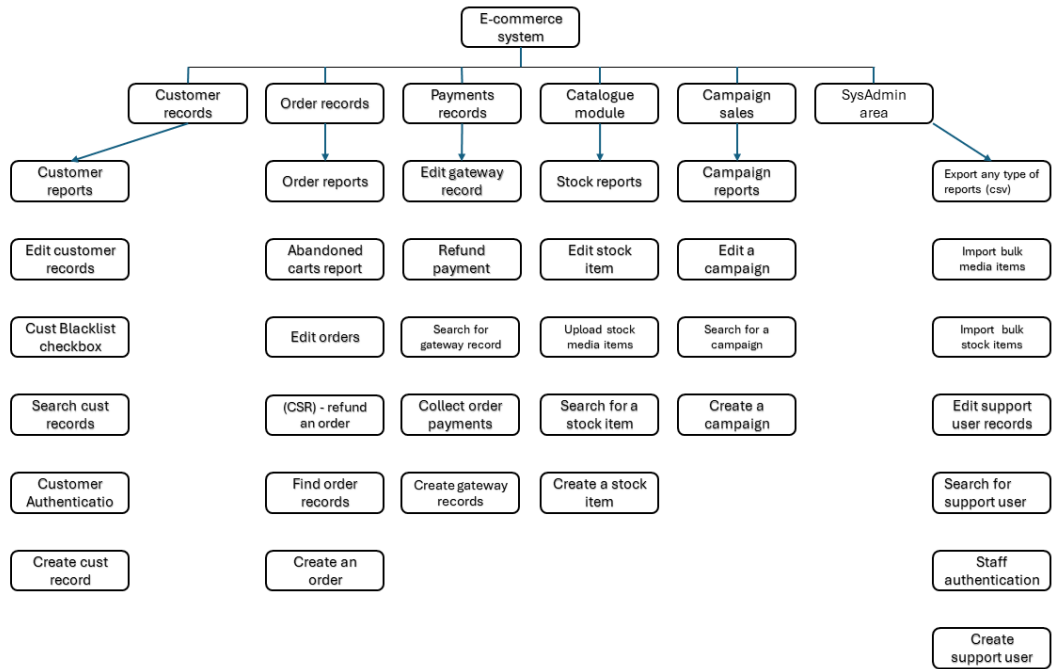 E-commerce
system
Customer
records
Order records
Payments
records
Catalogue
module
Campaign
sales
SysAdmin
area
Customer
reports
Order reports
Edit gateway
record
Stock reports
Campaign
reports
Export any type of
reports (csv)
Edit customer
records
Abandoned
carts report
Refund
payment
Edit stock
item
Edit a
campaign
Import bulk
media items
Cust Blacklist
checkbox
Edit orders
Search for
gateway record
Upload stock
media items
Search for a
campaign
Import bulk
stock items
Search cust
records
(CSR) - refund
an order
Collect order
payments
Search for a
stock item
Create a
campaign
Edit support
user records
Customer
Authenticatio
Find order
records
Create gateway
records
Create a stock
item
Search for
support user
Create cust
record
Create an
order
Staff
authentication
Create
support user